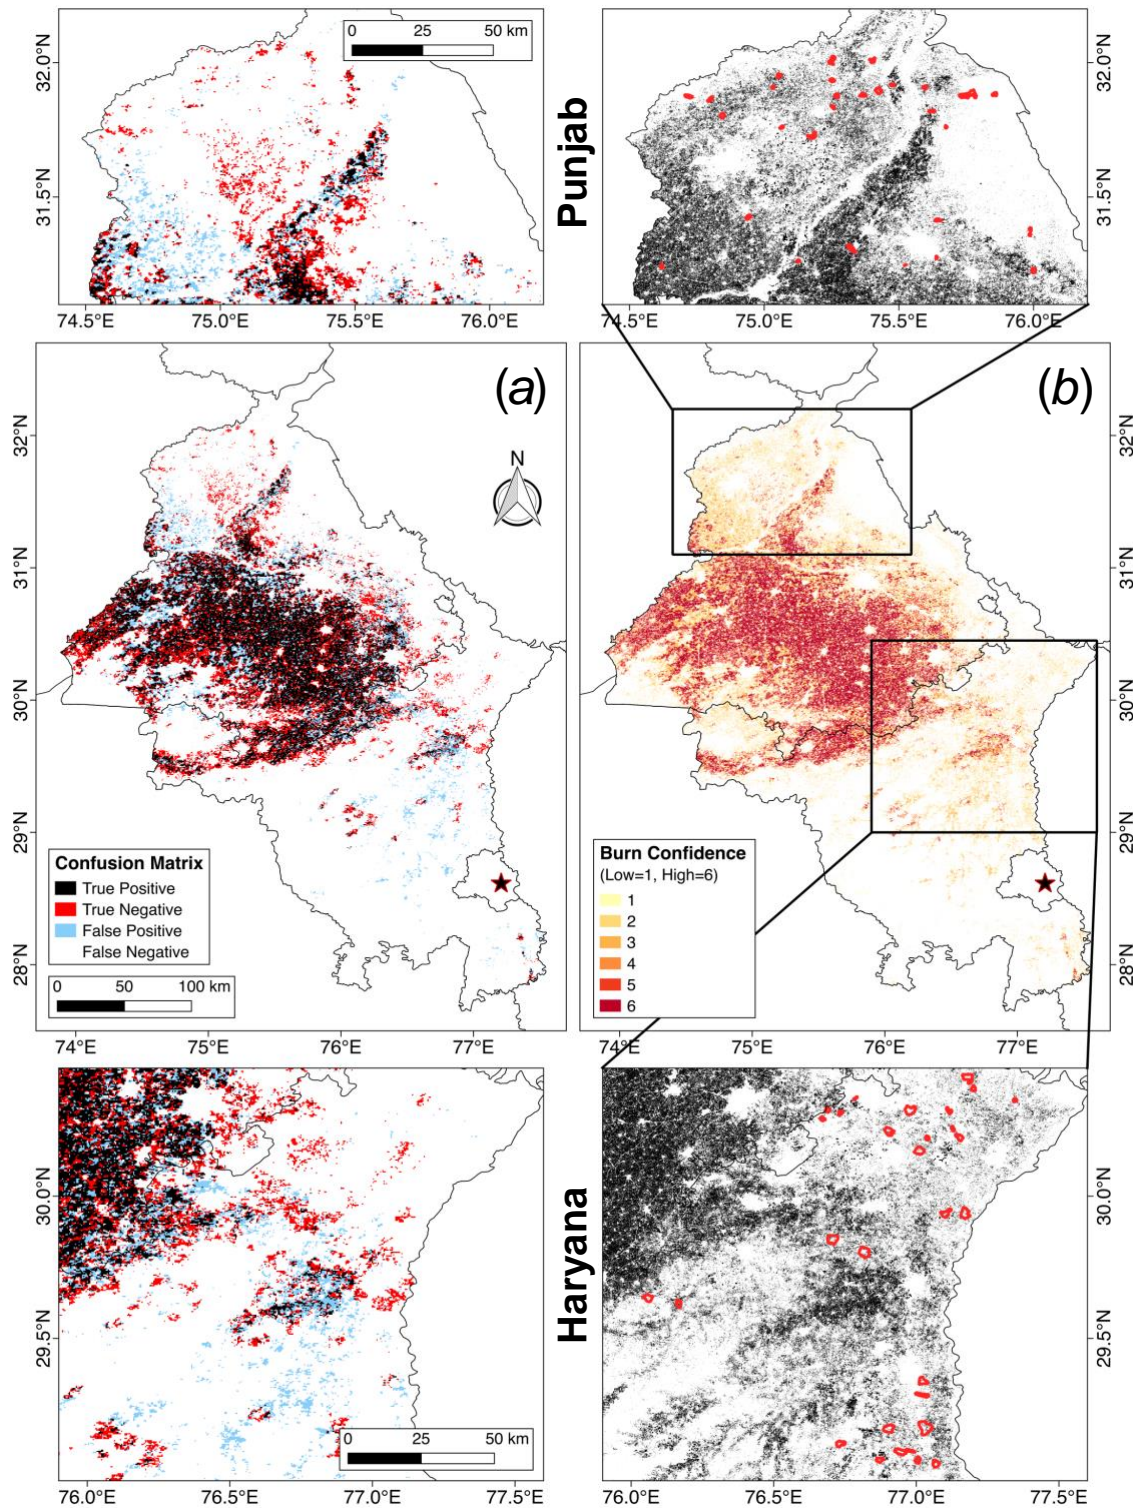 0 25 50 km
32.0°N
31.5°N
74.5°E 75.0°E 75.5°E 76.0°E
Punjab
32.0°N
31.5°N
74.5°E 75.0°E 75.5°E 76.0°E
(a)
N
32°N
31°N
30°N
29°N
28°N
Confusion Matrix
True Positive
True Negative
False Positive
False Negative
0 50 100 km
74°E 75°E 76°E 77°E
(b)
32°N
31°N
30°N
29°N
28°N
Burn Confidence
(Low=1, High=6)
1
2
3
4
5
6
74°E 75°E 76°E 77°E
30.0°N
29.5°N
0 25 50 km
76.0°E 76.5°E 77.0°E 77.5°E
Haryana
30.0°N
29.5°N
76.0°E 76.5°E 77.0°E 77.5°E